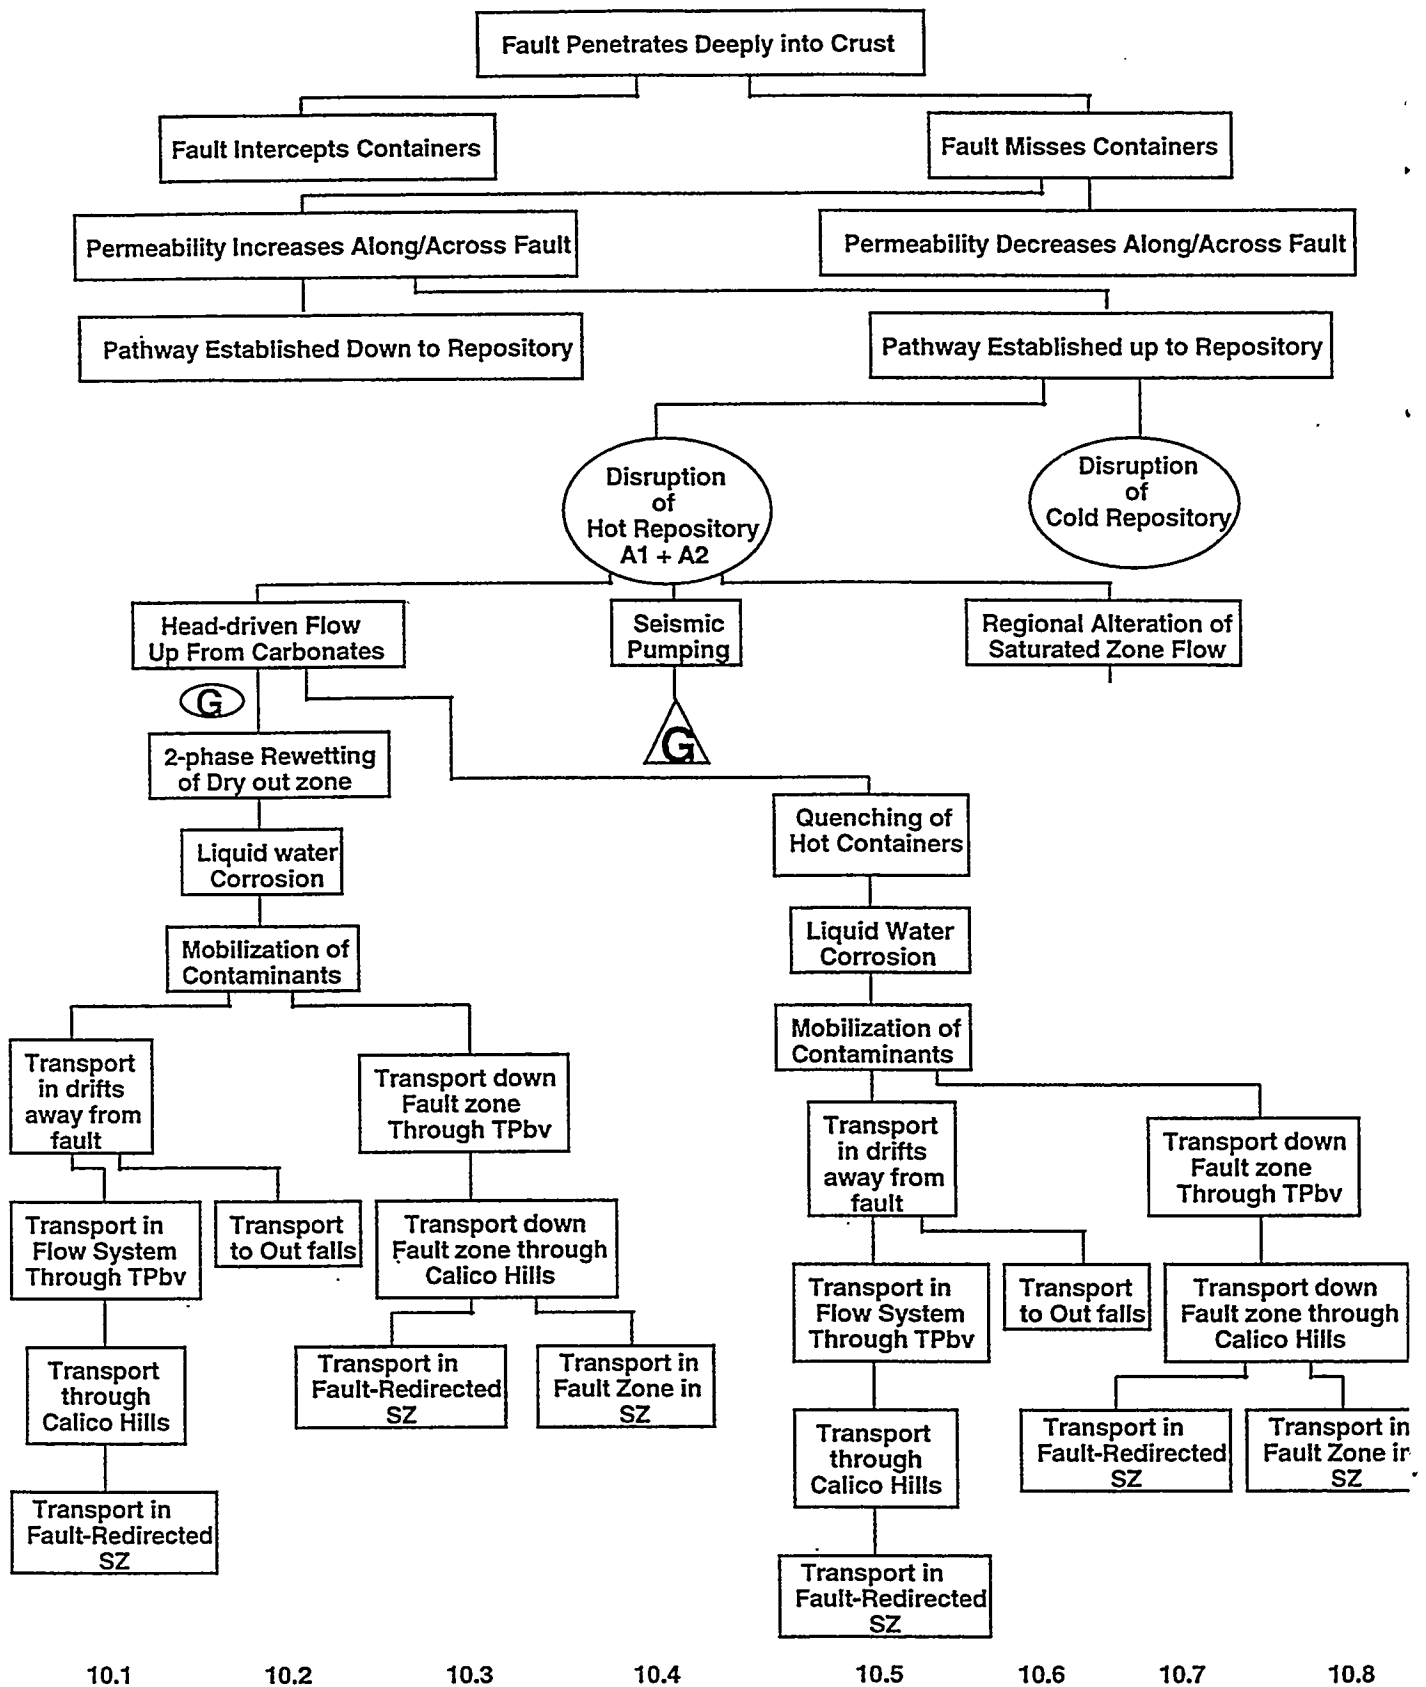 Fault Penetrates Deeply into Crust
Fault Intercepts Containers
Fault Misses Containers
Permeability Increases Along/Across Fault
Permeability Decreases Along/Across Fault
Pathway Established Down to Repository
Pathway Established up to Repository
Disruption
of
Hot Repository
A1 + A2
Disruption
of
Cold Repository
Head-driven Flow
Up From Carbonates
Seismic
Pumping
Regional Alteration of
Saturated Zone Flow
G
G
2-phase Rewetting
of Dry out zone
Liquid water
Corrosion
Mobilization of
Contaminants
Quenching of
Hot Containers
Liquid Water
Corrosion
Mobilization of
Contaminants
Transport
in drifts
away from
fault
Transport down
Fault zone
Through TPbv
Transport in
Flow System
Through TPbv
Transport
to Out falls
Transport down
Fault zone through
Calico Hills
Transport
through
Calico Hills
Transport in
Fault-Redirected
SZ
Transport in
Fault Zone in
SZ
Transport in
Fault-Redirected
SZ
Transport
in drifts
away from
fault
Transport down
Fault zone
Through TPbv
Transport in
Flow System
Through TPbv
Transport
to Out falls
Transport down
Fault zone through
Calico Hills
Transport
through
Calico Hills
Transport in
Fault-Redirected
SZ
Transport in
Fault Zone in
SZ
Transport in
Fault-Redirected
SZ
10.1 10.2 10.3 10.4 10.5 10.6 10.7 10.8